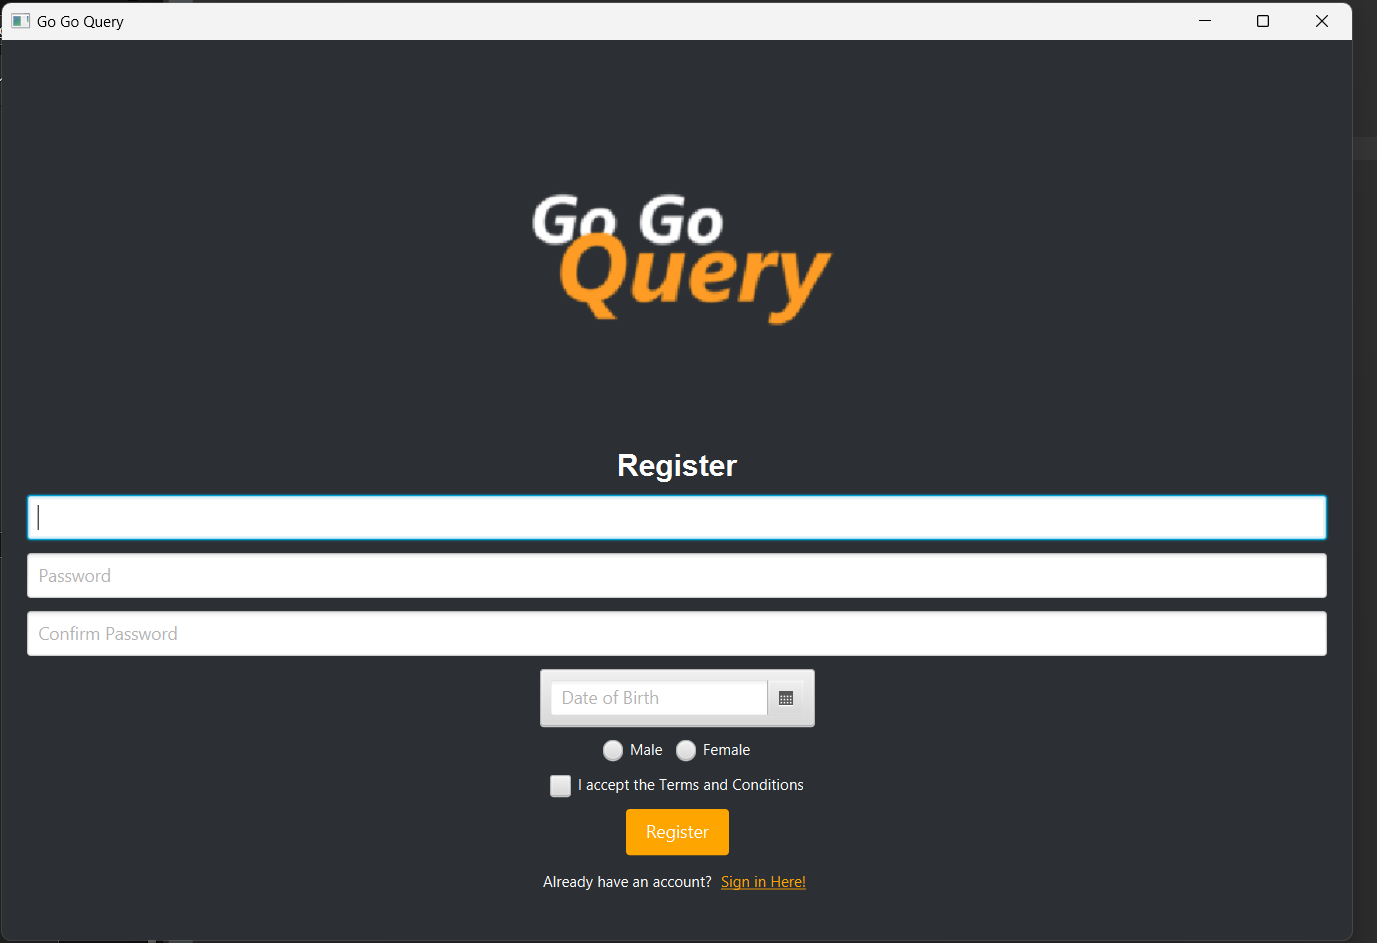 Go Go Query
Go Go
Query
Register
Password
Confirm Password
Date of Birth
Male Female
I accept the Terms and Conditions
Register
Already have an account? Sign in Here!